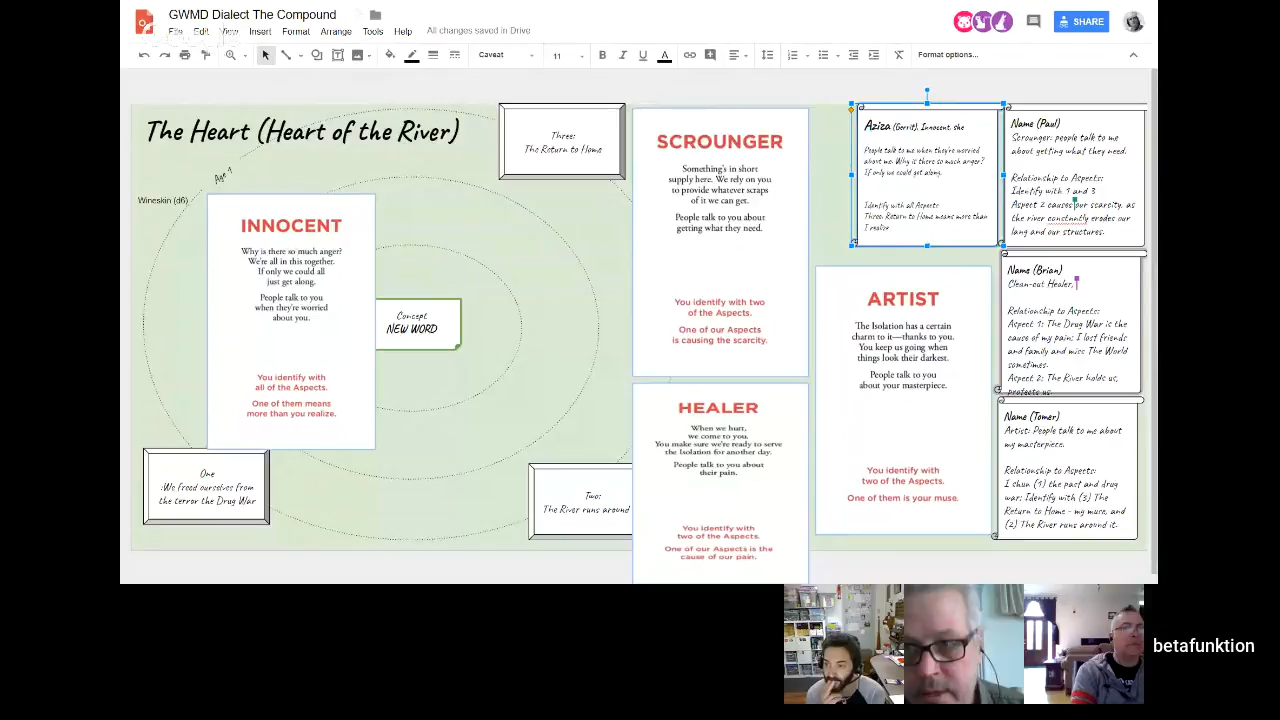 GWMD Dialect The Compound
File Edit View Insert Format Arrange Tools Help All changes saved in Drive
SHARE
Caveat 11 Format options...
The Heart (Heart of the River)
Age 1
Wineskin (d6)
Three:
The Return to Home
INNOCENT
Why is there so much anger?
We're all in this together.
If only we could all
just get along.
People talk to you
when they're worried
about you.
You identify with
all of the Aspects.
One of them means
more than you realize.
Concept
NEW WORD
One
We freed ourselves from
the terror the Drug War
Two:
The River runs around
SCROUNGER
Something's in short
supply here. We rely on you
to provide whatever scraps
of it we can get.
People talk to you about
getting what they need.
You identify with two
of the Aspects.
One of our Aspects
is causing the scarcity.
HEALER
When we hurt,
we come to you.
You make sure we're ready to serve
the Isolation for another day.
People talk to you about
their pain.
You identify with
two of the Aspects.
One of our Aspects is the
cause of our pain.
ARTIST
The Isolation has a certain
charm to it—thanks to you.
You keep us going when
things look their darkest.
People talk to you
about your masterpiece.
You identify with
two of the Aspects.
One of them is your muse.
Aziza (Gerrit), Innocent, she
People talk to me when they're worried
about me. Why is there so much anger?
If only we could get along.
Identify with all Aspects
Three: Return to Home means more than
I realize
Name (Paul)
Scrounger: people talk to me
about getting what they need.
Relationship to Aspects:
Identify with 1 and 3
Aspect 2 causes our scarcity, as
the river constnatly erodes our
lang and our structures.
Name (Brian)
Clean-out Healer,
Relationship to Aspects:
Aspect 1: The Drug War is the
cause of my pain: I lost friends
and family and miss The World
sometimes.
Aspect 2: The River holds us,
protects us.
Name (Tomer)
Artist: People talk to me about
my masterpiece.
Relationship to Aspects:
I shun (1) the past and drug
war; Identify with (3) The
Return to Home - my muse, and
(2) The River runs around it.
betafunktion